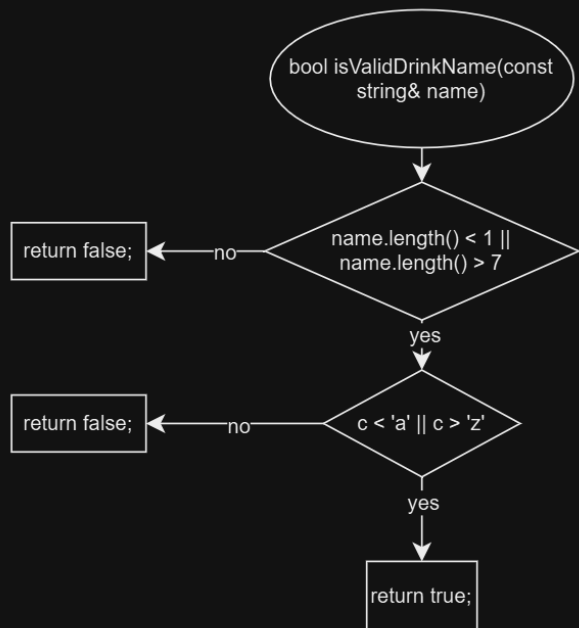 bool isValidDrinkName(const
string& name)
name.length() < 1 ||
name.length() > 7
return false;
no
yes
c < 'a' || c > 'z'
return false;
no
yes
return true;